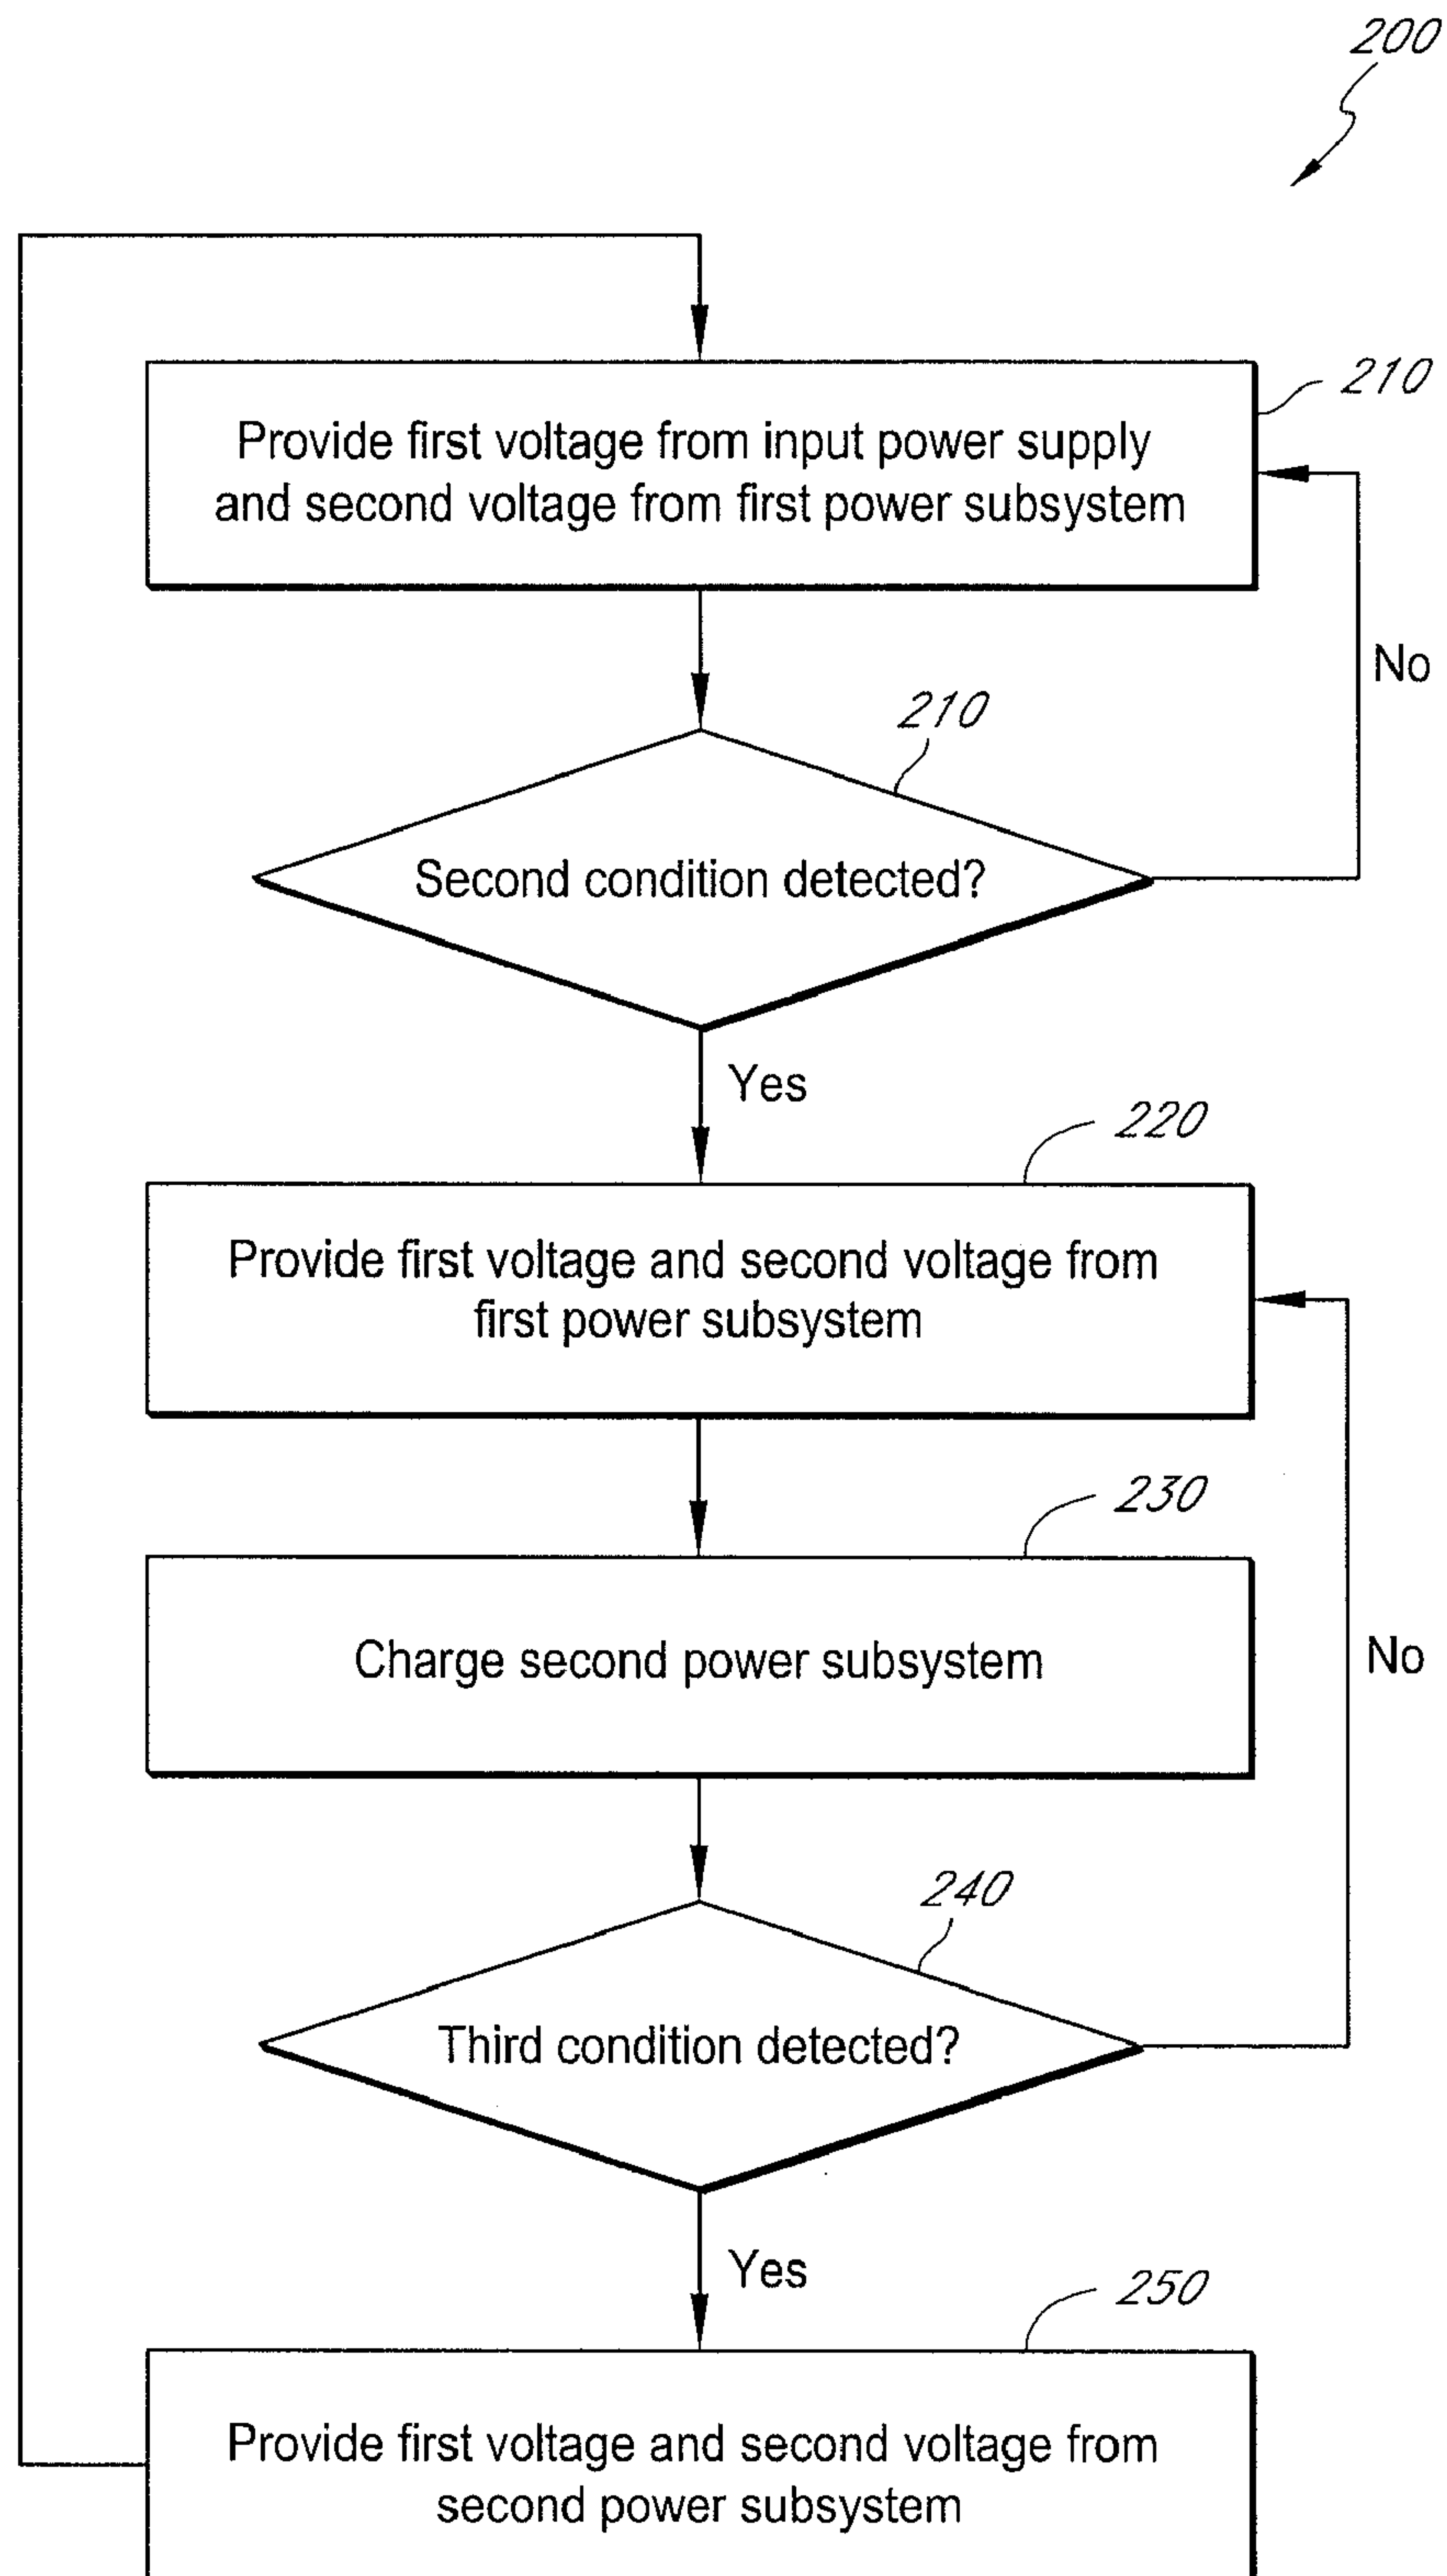 200
210
Provide first voltage from input power supply
and second voltage from first power subsystem
No
210
Second condition detected?
Yes
220
Provide first voltage and second voltage from
first power subsystem
230
Charge second power subsystem
No
240
Third condition detected?
Yes
250
Provide first voltage and second voltage from
second power subsystem